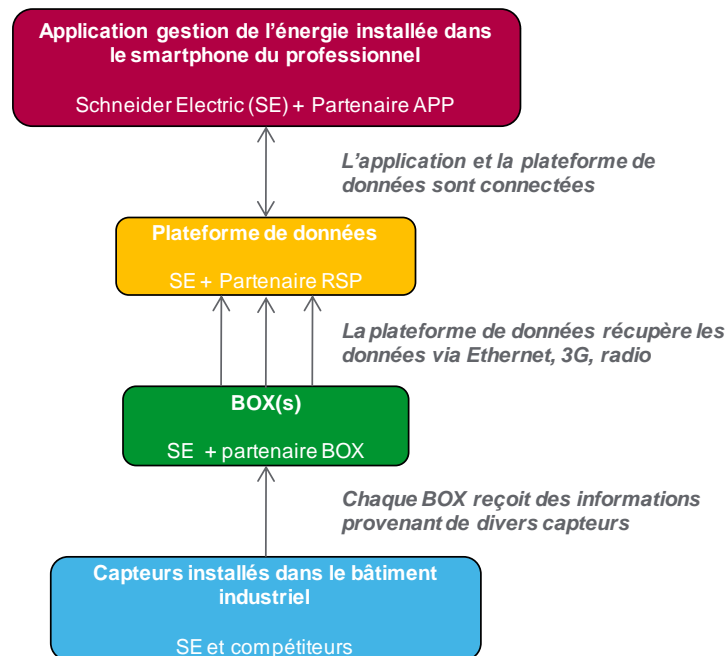 Application gestion de l'énergie installée dans
le smartphone du professionnel
Schneider Electric (SE) + Partenaire APP
L'application et la plateforme de
données sont connectées
Plateforme de données
SE + Partenaire RSP
La plateforme de données récupère les
données via Ethernet, 3G, radio
BOX(s)
SE + partenaire BOX
Chaque BOX reçoit des informations
provenant de divers capteurs
Capteurs installés dans le bâtiment
industriel
SE et compétiteurs